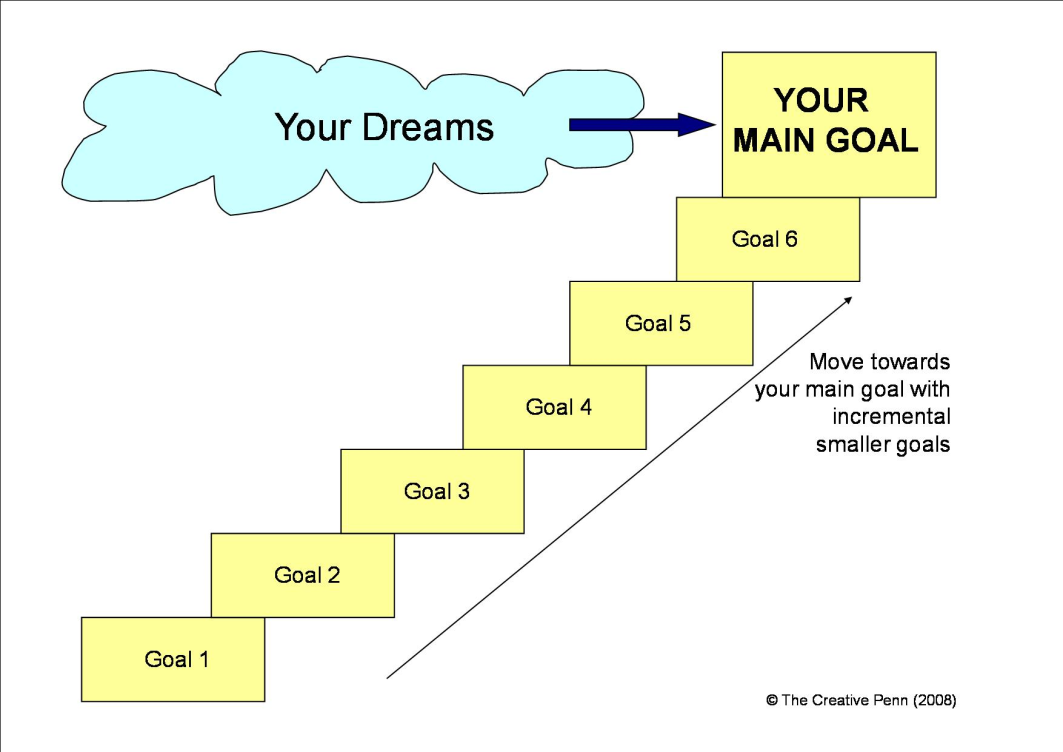 Your Dreams
YOUR
MAIN GOAL
Goal 6
Goal 5
Move towards
your main goal with
incremental
smaller goals
Goal 4
Goal 3
Goal 2
Goal 1
© The Creative Penn (2008)